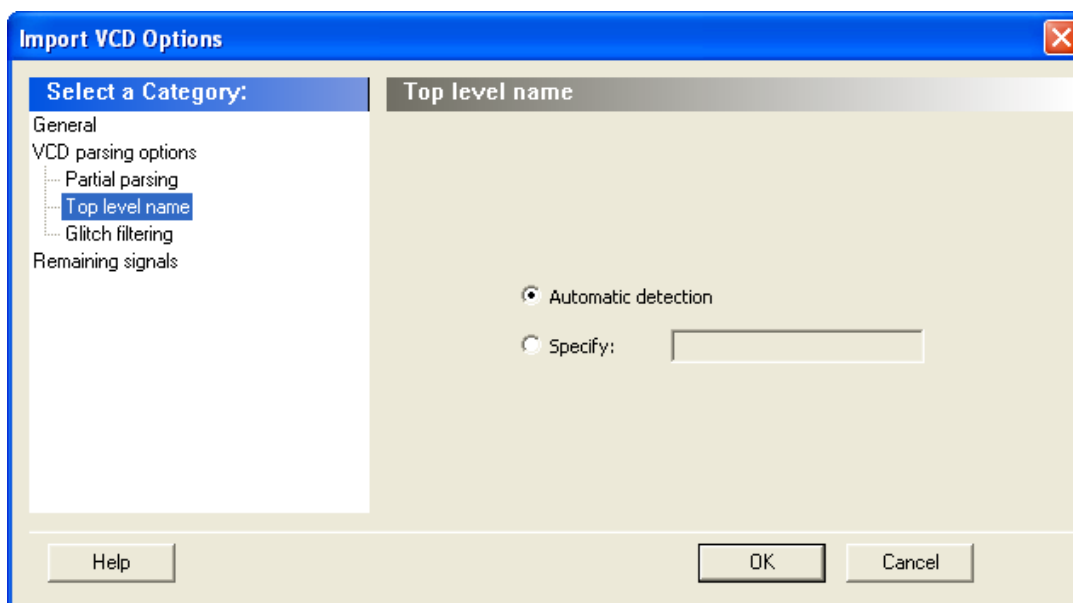 Import VCD Options
Select a Category:
General
VCD parsing options
Partial parsing
Top level name
Glitch filtering
Remaining signals
Top level name
Automatic detection
Specify:
Help
OK
Cancel